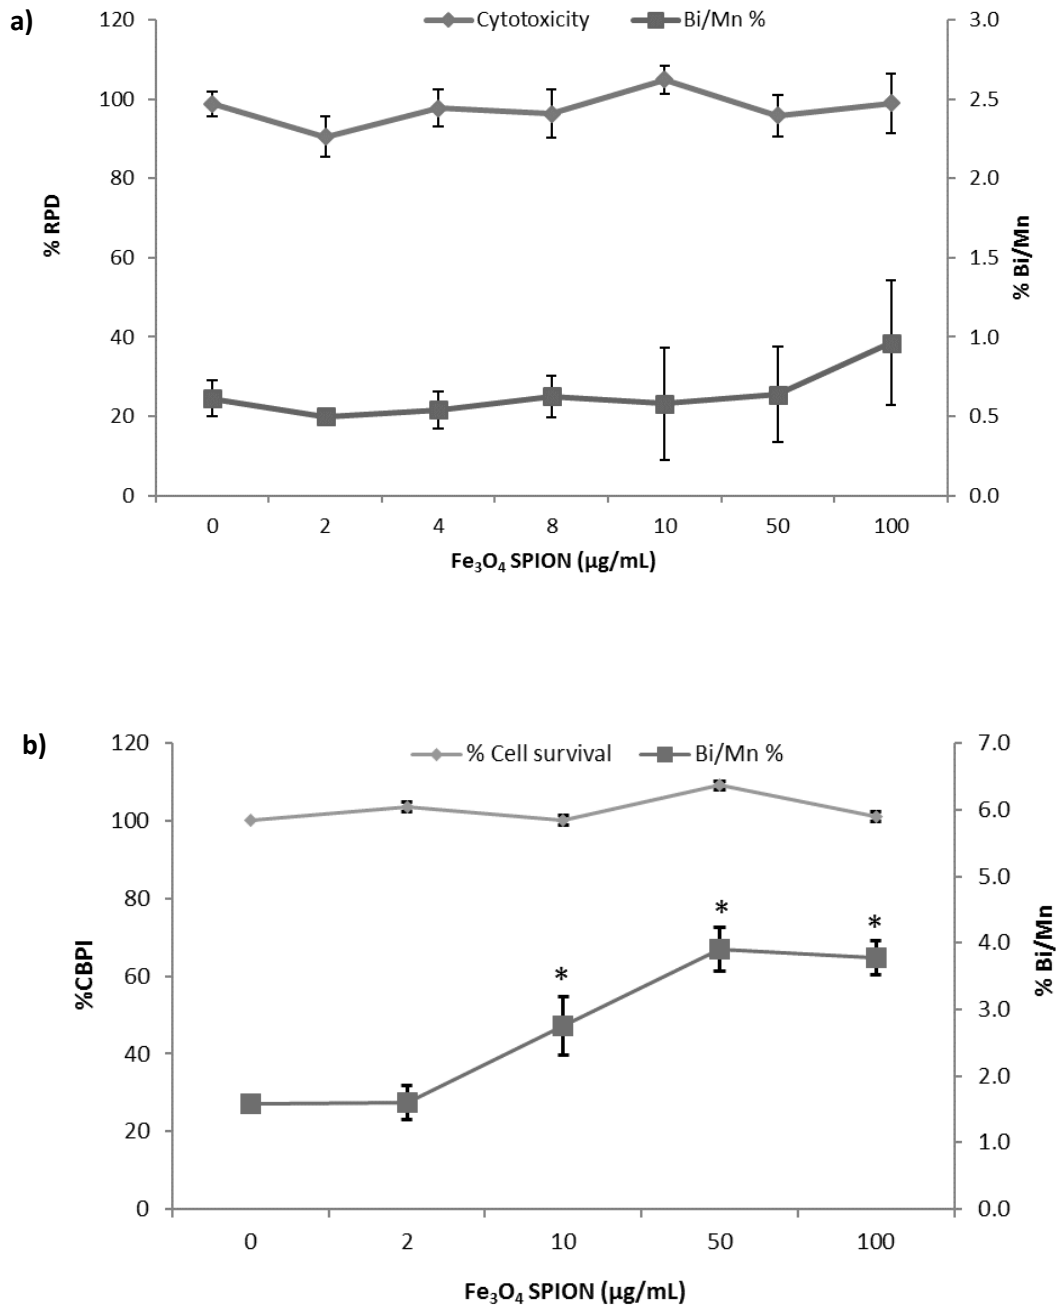 a)
Cytotoxicity Bi/Mn %
120
100
80
60
40
20
0
% RPD
3.0
2.5
2.0
1.5
1.0
0.5
0.0
% Bi/Mn
0 2 4 8 10 50 100
Fe₃O₄ SPION (µg/mL)
b)
% Cell survival Bi/Mn %
120
100
80
60
40
20
0
%CBPI
7.0
6.0
5.0
4.0
3.0
2.0
1.0
0.0
% Bi/Mn
* * *
0 2 10 50 100
Fe₃O₄ SPION (µg/mL)